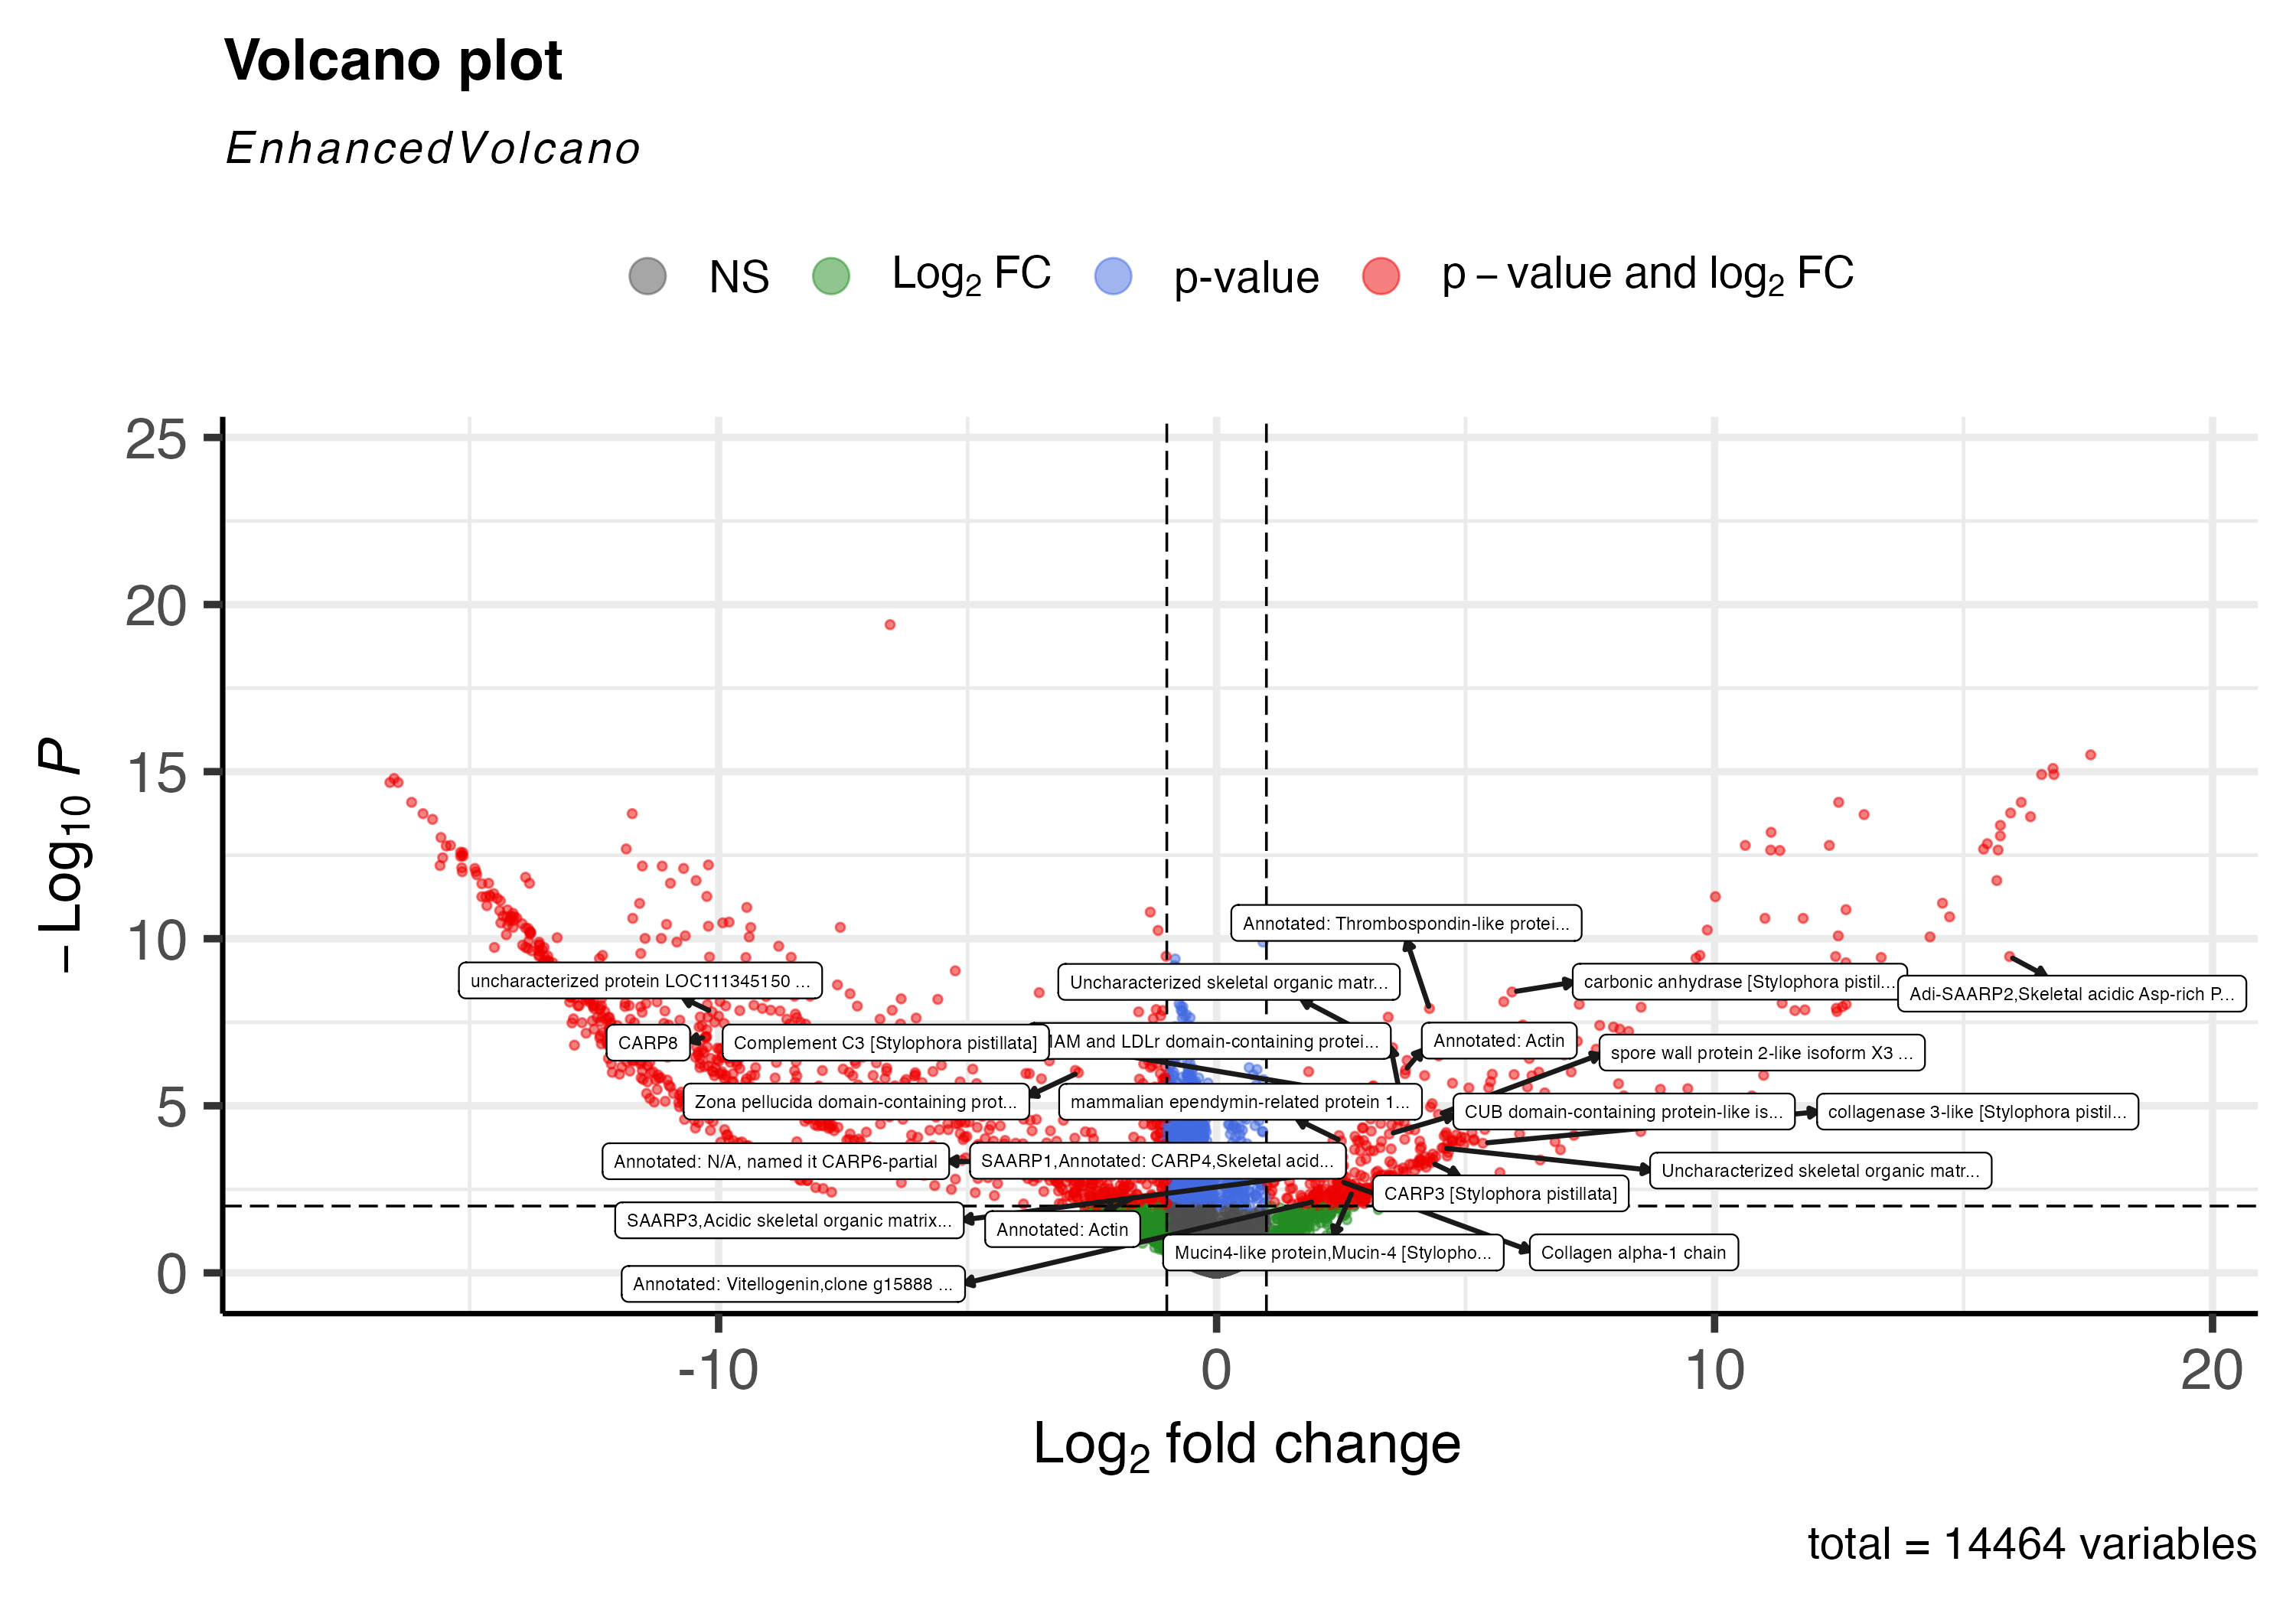 Volcano plot
EnhancedVolcano
NS
Log2 FC
p-value
p – value and log2 FC
– Log10 P
25
20
15
10
5
0
Annotated: Thrombospondin-like protei...
uncharacterized protein LOC111345150 ...
Uncharacterized skeletal organic matr...
carbonic anhydrase [Stylophora pistil...
Adi-SAARP2,Skeletal acidic Asp-rich P...
CARP8
Complement C3 [Stylophora pistillata]
and LDLr domain-containing protei...
Annotated: Actin
spore wall protein 2-like isoform X3 ...
Zona pellucida domain-containing prot...
mammalian ependymin-related protein 1...
CUB domain-containing protein-like is...
collagenase 3-like [Stylophora pistil...
Annotated: N/A, named it CARP6-partial
SAARP1,Annotated: CARP4,Skeletal acid...
Uncharacterized skeletal organic matr...
CARP3 [Stylophora pistillata]
SAARP3,Acidic skeletal organic matrix...
Annotated: Actin
Mucin4-like protein,Mucin-4 [Stylopho...
Collagen alpha-1 chain
Annotated: Vitellogenin,clone g15888 ...
-10
0
10
20
Log2 fold change
total = 14464 variables